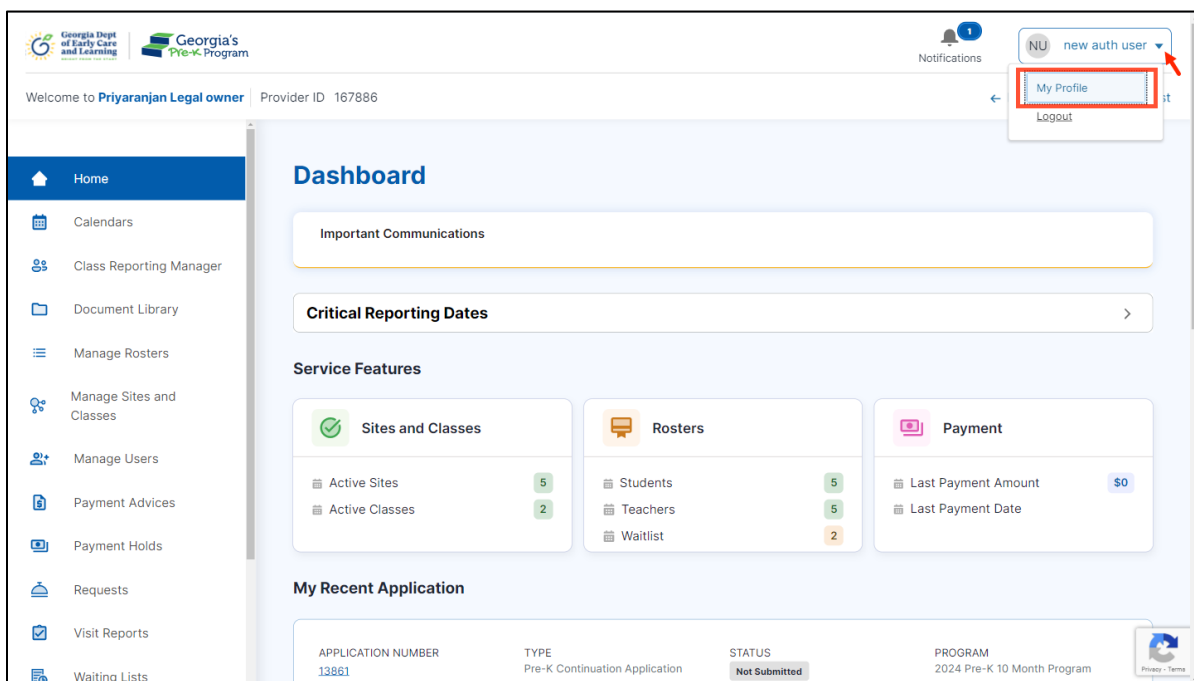 Georgia Dept
of Early Care
and Learning
BRIGHT FROM THE START
Georgia's
Pre-K Program
1
Notifications
NU new auth user
My Profile
Logout
Welcome to Priyaranjan Legal owner Provider ID 167886
Home
Calendars
Class Reporting Manager
Document Library
Manage Rosters
Manage Sites and
Classes
Manage Users
Payment Advices
Payment Holds
Requests
Visit Reports
Waiting Lists
Dashboard
Important Communications
Critical Reporting Dates
Service Features
Sites and Classes
Active Sites 5
Active Classes 2
Rosters
Students 5
Teachers 5
Waitlist 2
Payment
Last Payment Amount $0
Last Payment Date
My Recent Application
APPLICATION NUMBER TYPE STATUS PROGRAM
13861 Pre-K Continuation Application Not Submitted 2024 Pre-K 10 Month Program
Privacy - Terms